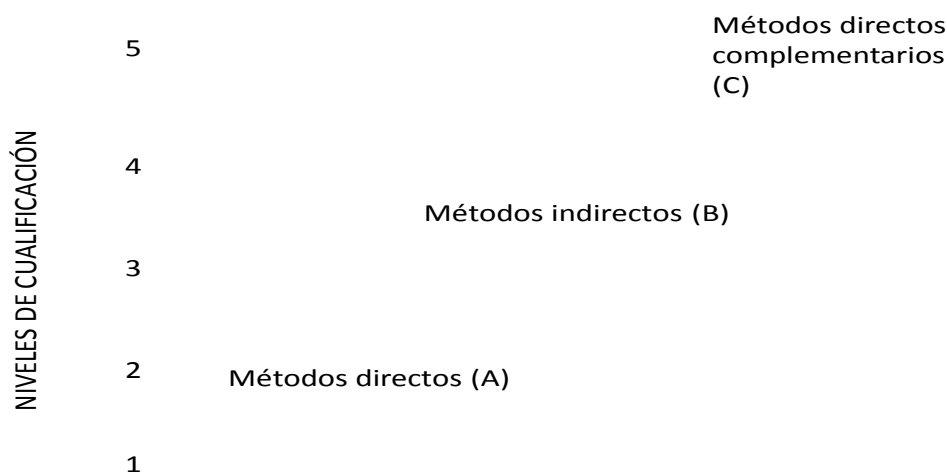 Métodos directos
complementarios
(C)
5
4
Métodos indirectos (B)
3
2
Métodos directos (A)
1
NIVELES DE CUALIFICACIÓN